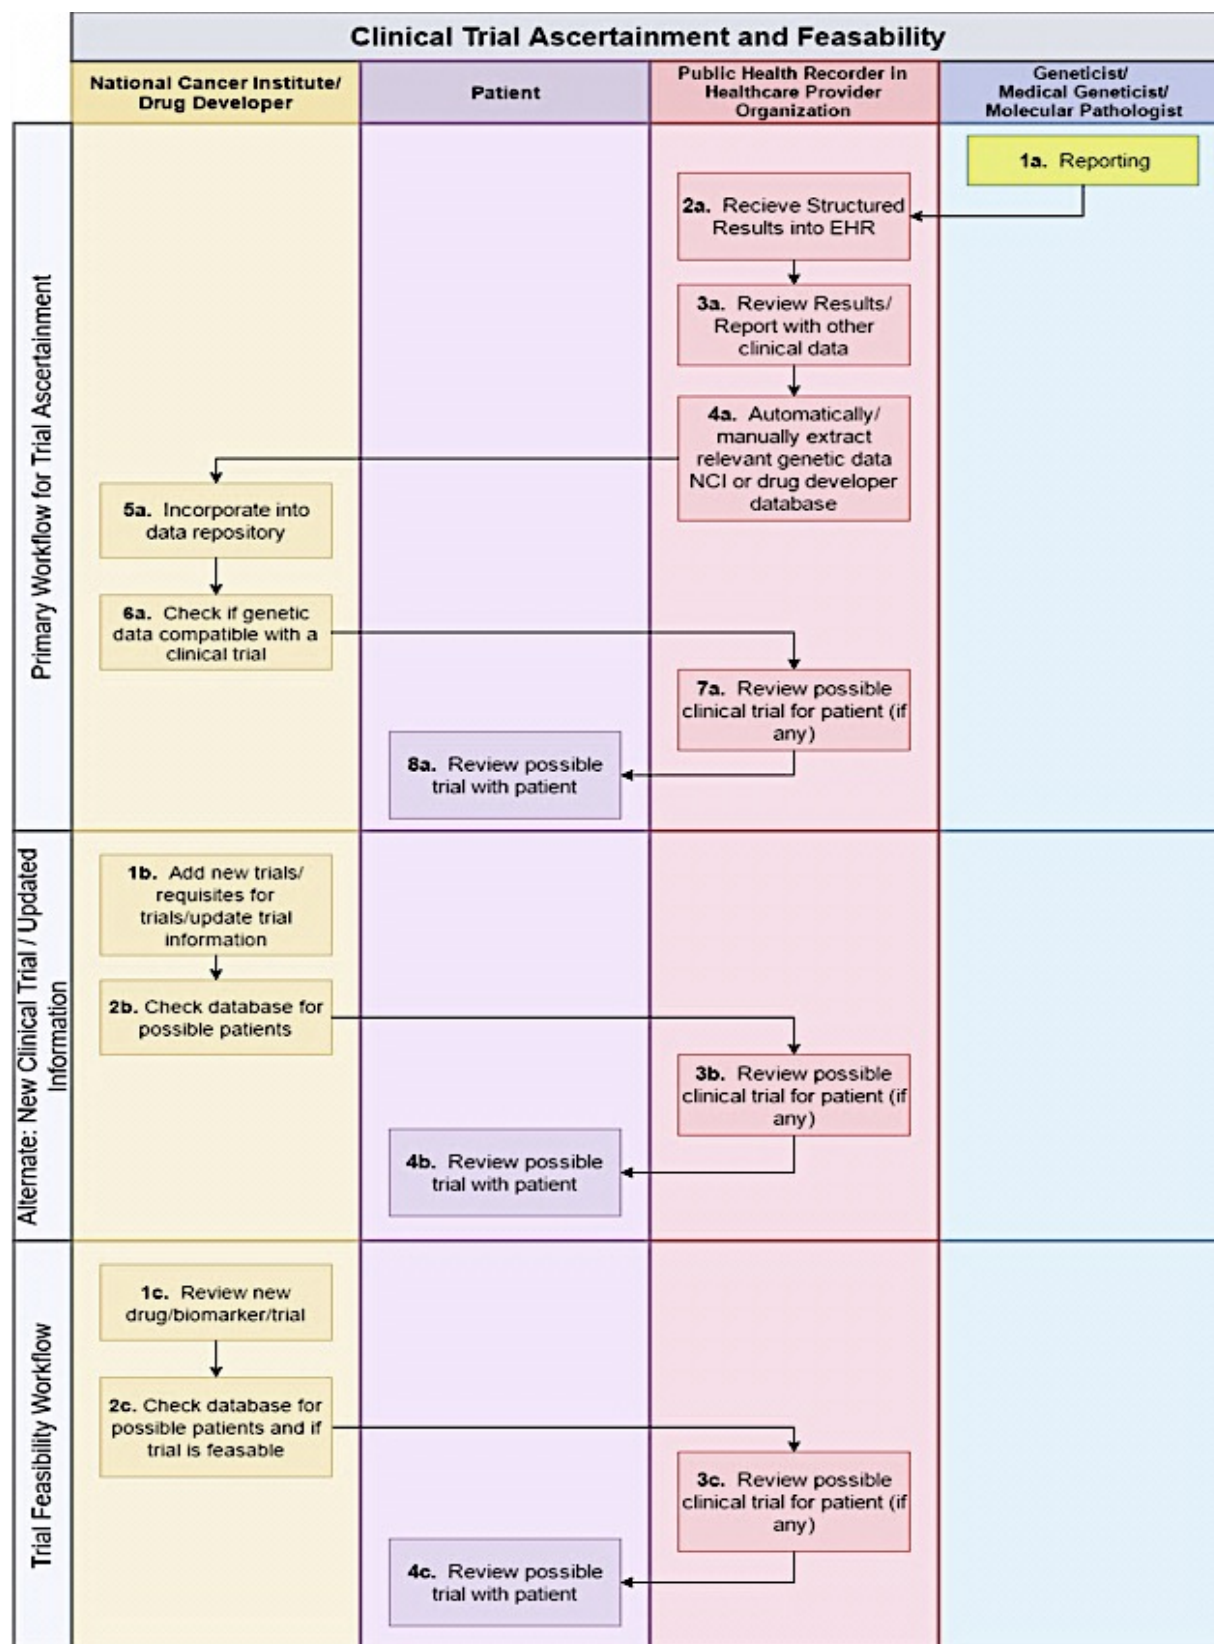 Clinical Trial Ascertainment and Feasability
National Cancer Institute/
Drug Developer
Patient
Public Health Recorder in
Healthcare Provider
Organization
Geneticist/
Medical Geneticist/
Molecular Pathologist
Primary Workflow for Trial Ascertainment
1a. Reporting
2a. Recieve Structured
Results into EHR
3a. Review Results/
Report with other
clinical data
4a. Automatically/
manually extract
relevant genetic data
NCI or drug developer
database
5a. Incorporate into
data repository
6a. Check if genetic
data compatible with a
clinical trial
7a. Review possible
clinical trial for patient (if
any)
8a. Review possible
trial with patient
Alternate: New Clinical Trial / Updated
Information
1b. Add new trials/
requisites for
trials/update trial
information
2b. Check database for
possible patients
3b. Review possible
clinical trial for patient (if
any)
4b. Review possible
trial with patient
Trial Feasibility Workflow
1c. Review new
drug/biomarker/trial
2c. Check database for
possible patients and if
trial is feasable
3c. Review possible
clinical trial for patient (if
any)
4c. Review possible
trial with patient